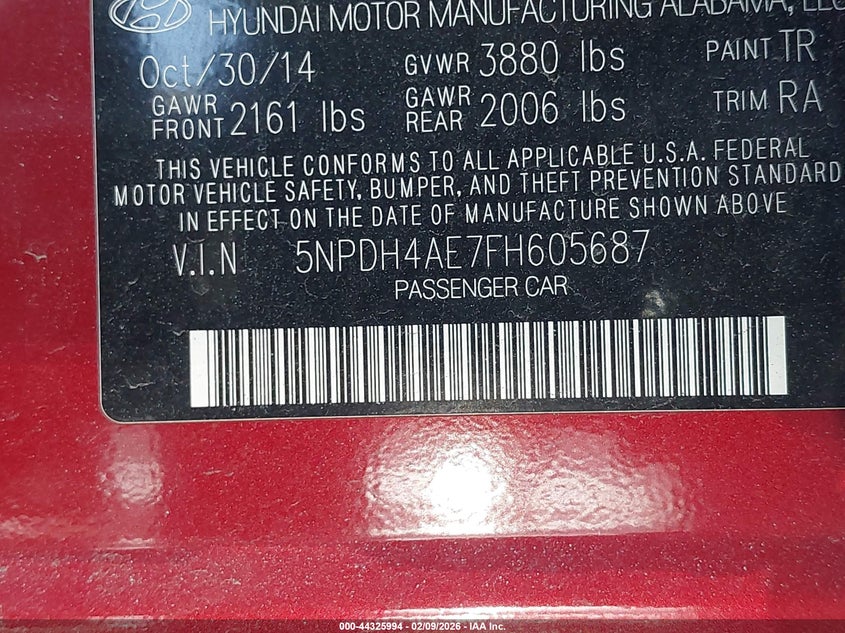 HYUNDAI MOTOR MANUFACTURING ALABAMA, LLC
Oct/30/14 GVWR 3880 lbs PAINT TR
GAWR FRONT 2161 lbs GAWR REAR 2006 lbs TRIM RA
THIS VEHICLE CONFORMS TO ALL APPLICABLE U.S.A. FEDERAL
MOTOR VEHICLE SAFETY, BUMPER, AND THEFT PREVENTION STANDARD
IN EFFECT ON THE DATE OF MANUFACTURE SHOWN ABOVE
V.I.N 5NPDH4AE7FH605687
PASSENGER CAR
000-44325994 - 02/09/2026 - IAA Inc.